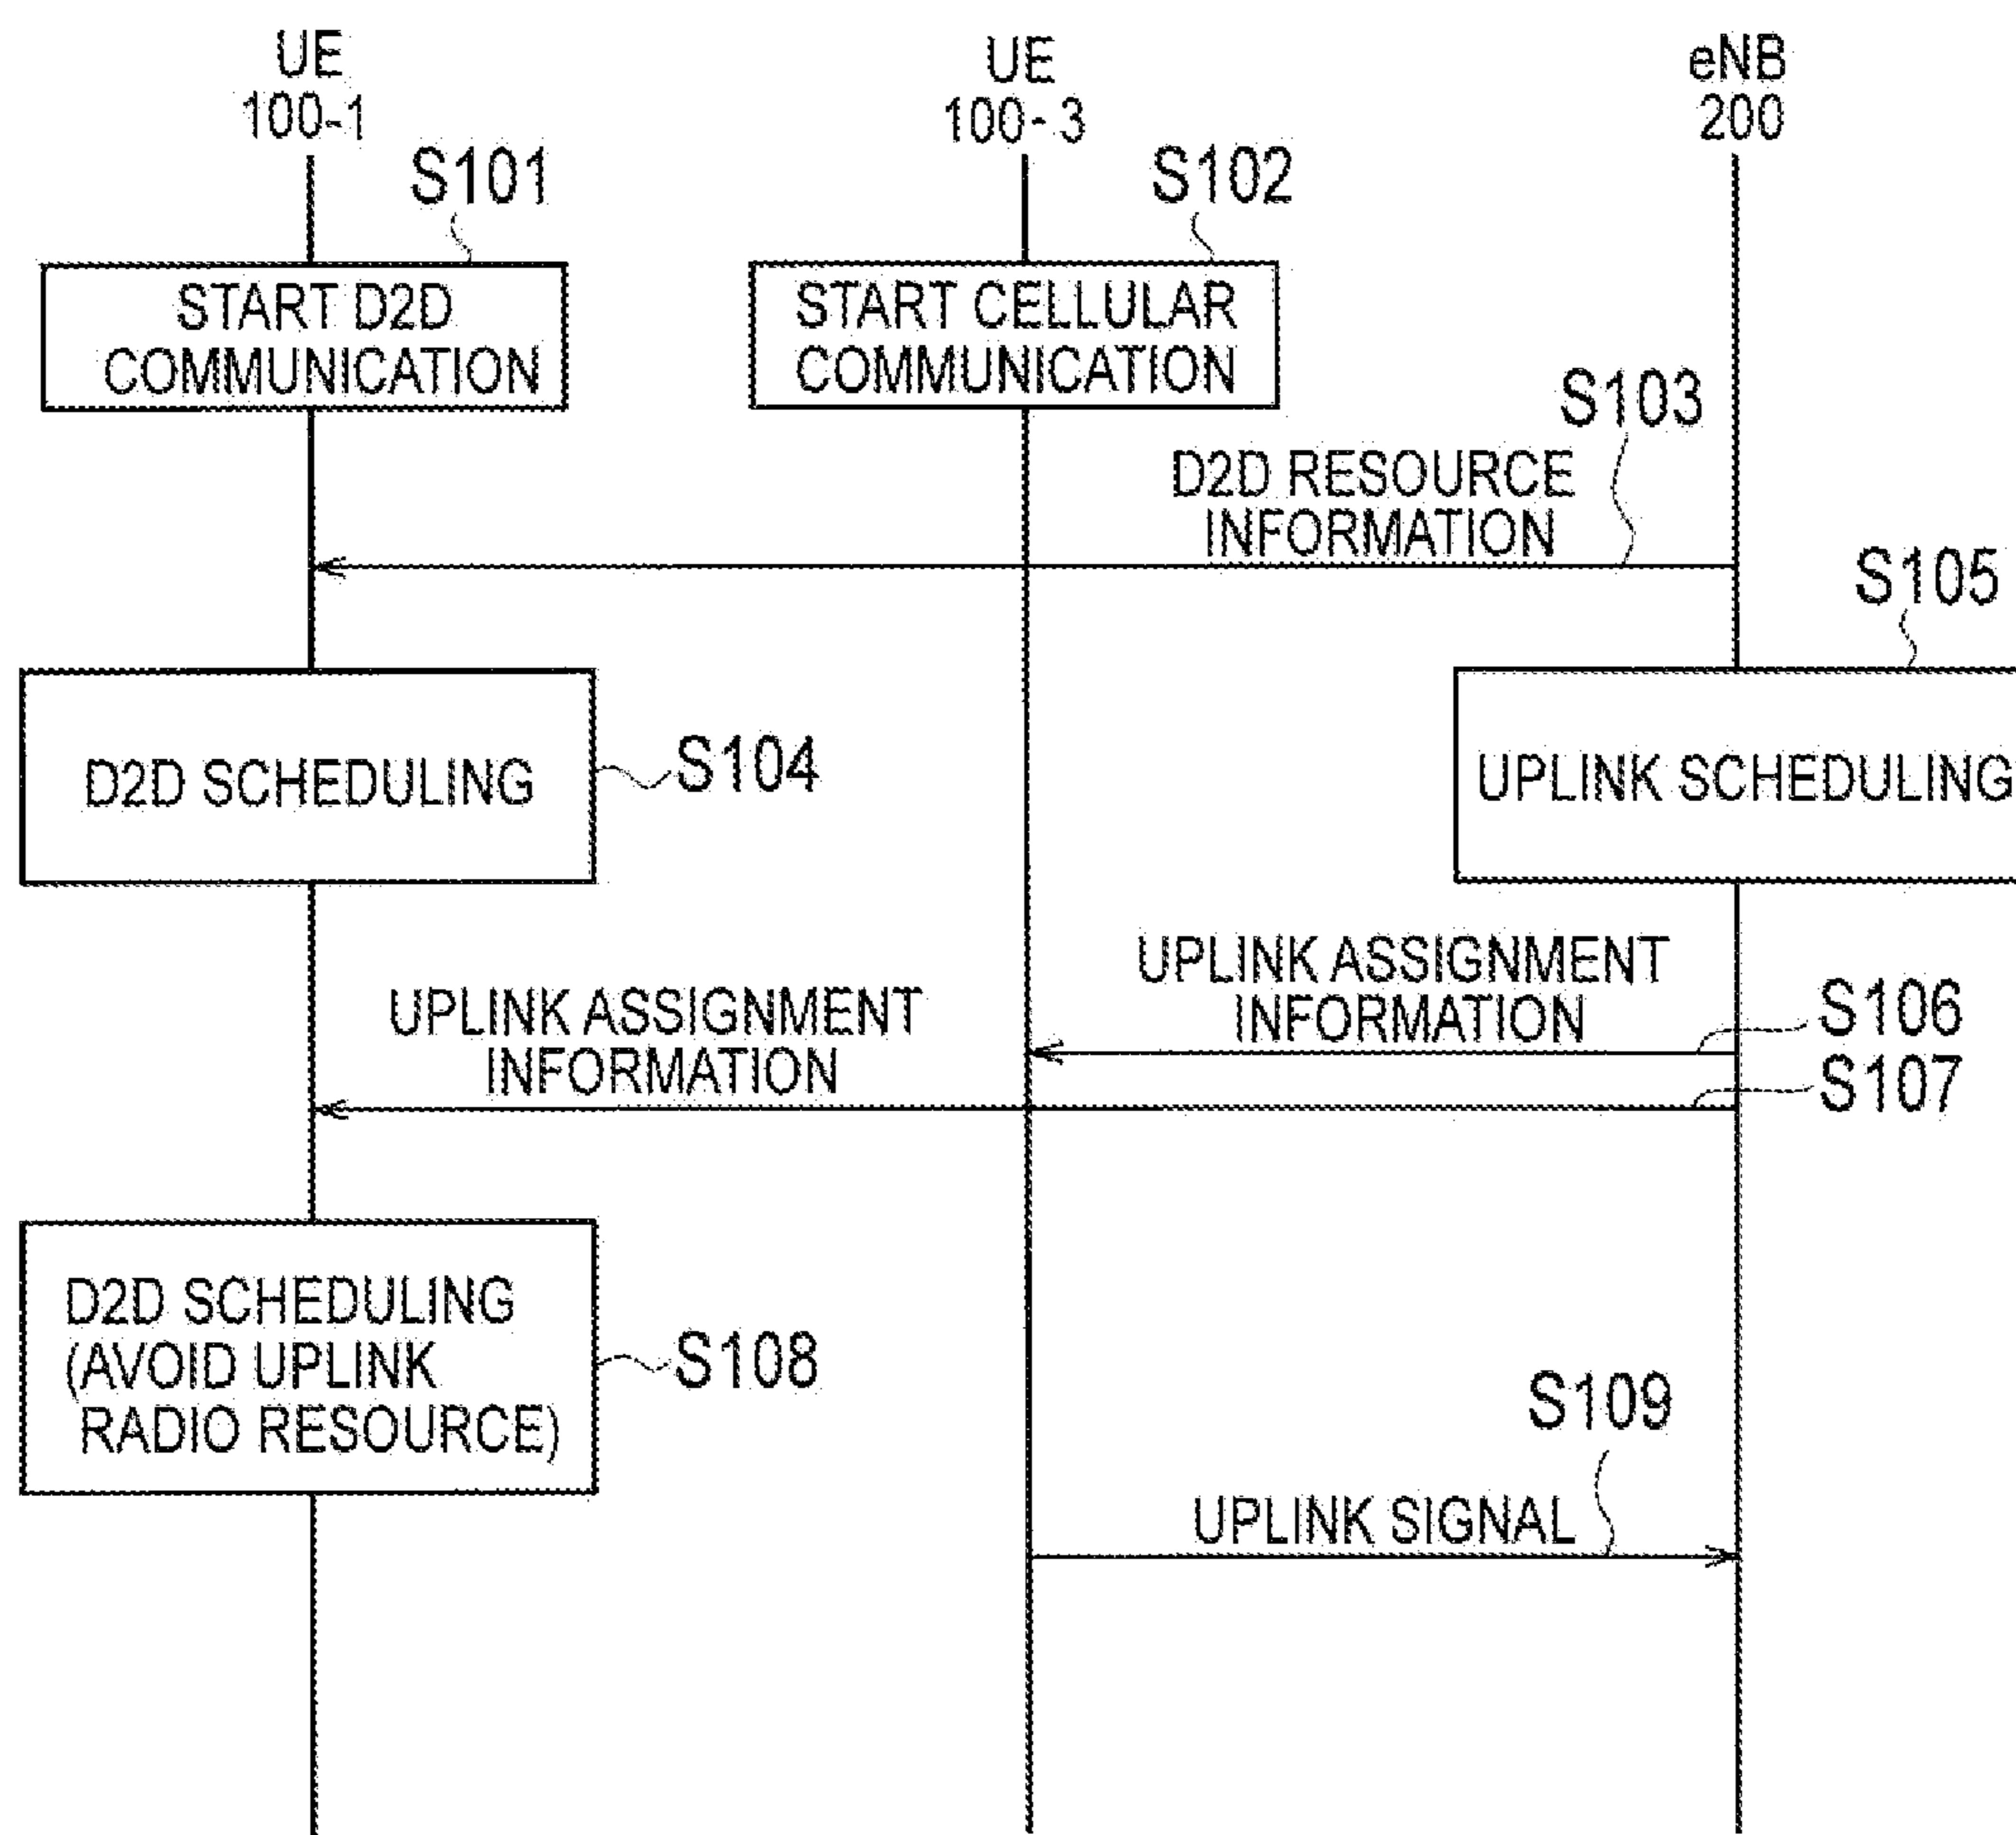 UE
100-1
UE
100-3
eNB
200
S101
S102
START D2D
COMMUNICATION
START CELLULAR
COMMUNICATION
S103
D2D RESOURCE
INFORMATION
S105
D2D SCHEDULING
S104
UPLINK SCHEDULING
UPLINK ASSIGNMENT
INFORMATION
S106
UPLINK ASSIGNMENT
INFORMATION
S107
D2D SCHEDULING
(AVOID UPLINK
RADIO RESOURCE)
S108
S109
UPLINK SIGNAL